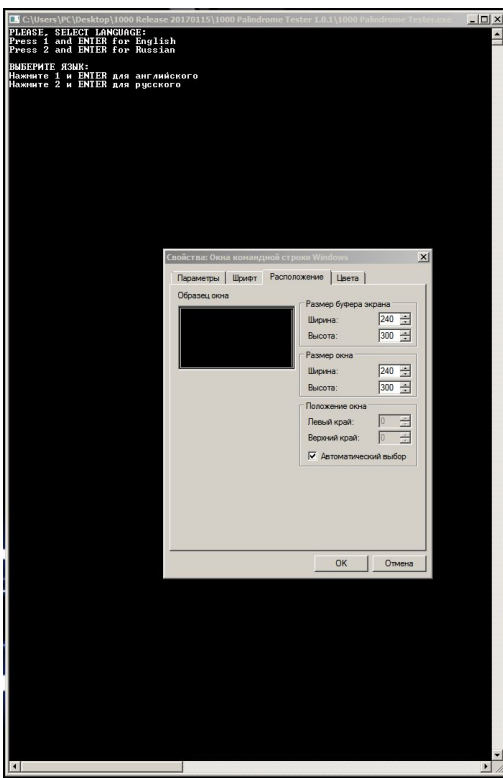 C:\Users\PC\Desktop\1000 Release 20170115\1000 Palindrome Tester 1.0.1\1000 Palindrome Tester.exe
PLEASE, SELECT LANGUAGE:
Press 1 and ENTER for English
Press 2 and ENTER for Russian
ВЫБЕРИТЕ ЯЗЫК:
Нажмите 1 и ENTER для английского
Нажмите 2 и ENTER для русского
Свойства: Окна командной строки Windows
Параметры Шрифт Расположение Цвета
Образец окна
Размер буфера экрана
Ширина: 240
Высота: 300
Размер окна
Ширина: 240
Высота: 300
Положение окна
Левый край: 0
Верхний край: 0
Автоматический выбор
OK Отмена